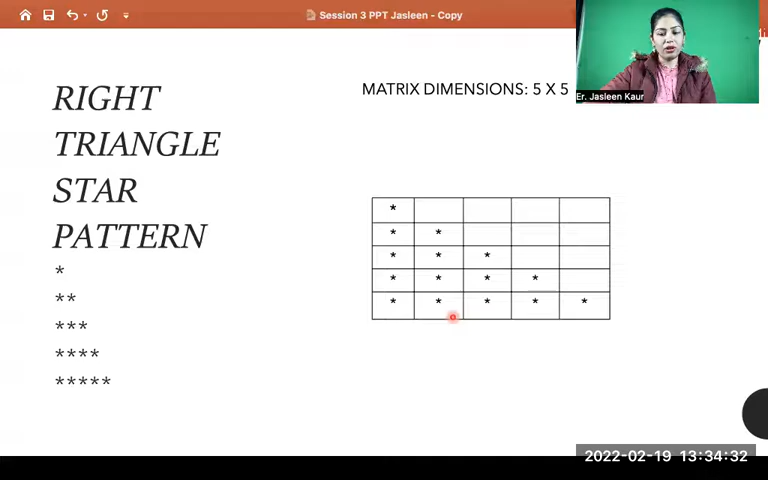 Session 3 PPT Jasleen - Copy
Er. Jasleen Kaur
RIGHT
TRIANGLE
STAR
PATTERN
*
**
***
****
*****
MATRIX DIMENSIONS: 5 X 5
*
* *
* * *
* * * *
* * * * *
2022-02-19 13:34:32